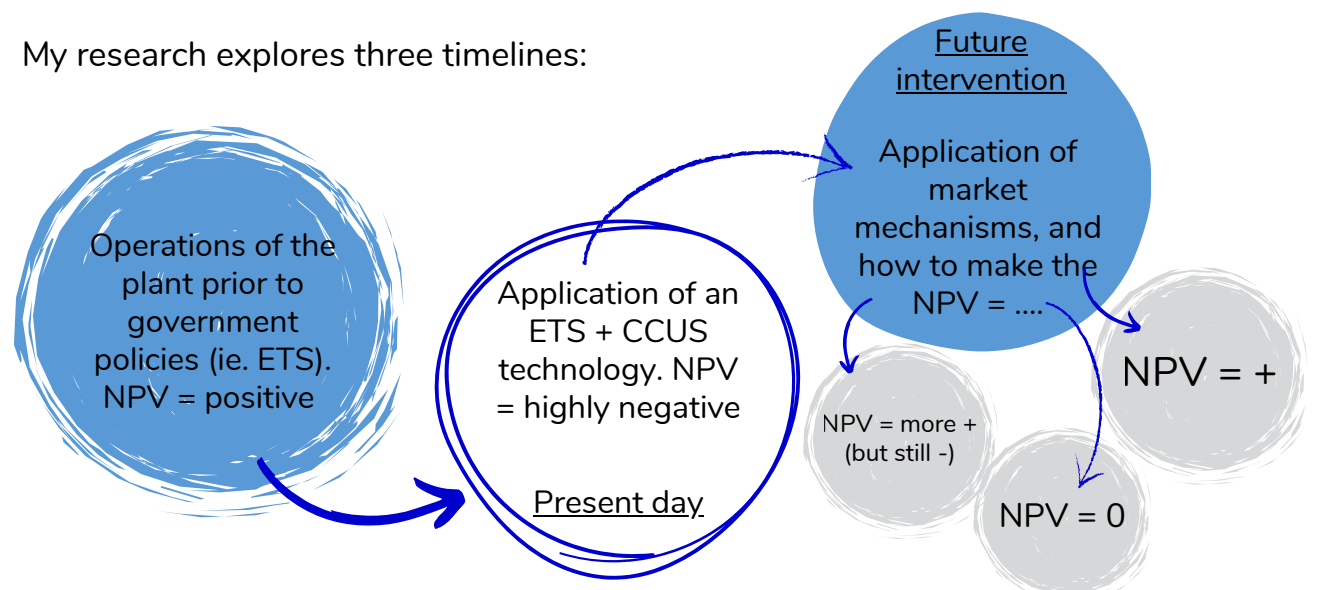 My research explores three timelines:
Operations of the
plant prior to
government
policies (ie. ETS).
NPV = positive
Application of an
ETS + CCUS
technology. NPV
= highly negative
Present day
Future
intervention
Application of
market
mechanisms, and
how to make the
NPV = ....
NPV = more +
(but still -)
NPV = 0
NPV = +